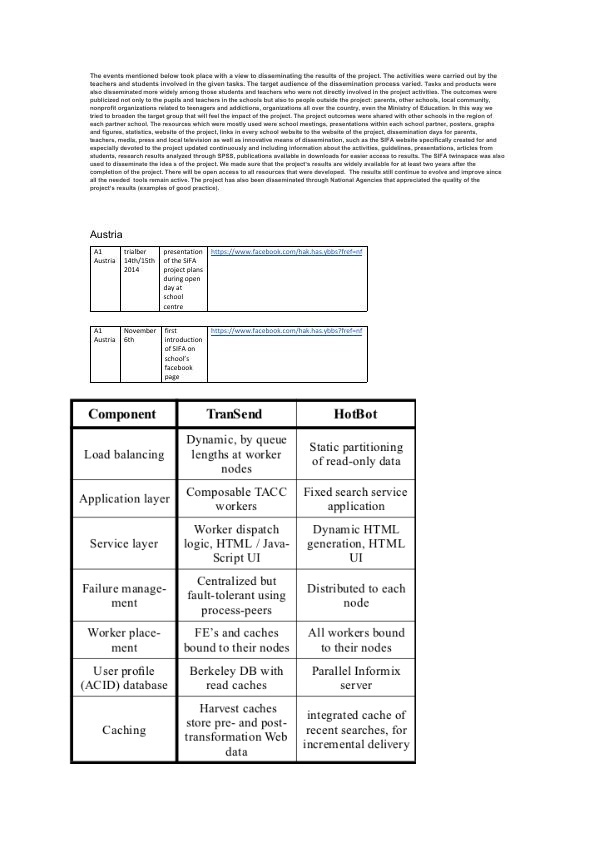 The events mentioned below took place with a view to disseminating the results of the project. The activities were carried out by the
teachers and students involved in the given tasks. The target audience of the dissemination process varied. Tasks and products were
also disseminated more widely among those students and teachers who were not directly involved in the project activities. The outcomes were
publicized not only to the pupils and teachers in the schools but also to people outside the project: parents, other schools, local community,
nonprofit organizations related to teenagers and addictions, organizations all over the country, even the Ministry of Education. In this way we
tried to broaden the target group that will feel the impact of the project. The project outcomes were shared with other schools in the region of
each partner school. The resources which were mostly used were school meetings, presentations within each school partner, posters, graphs
and figures, statistics, website of the project, links in every school website to the website of the project, dissemination days for parents,
teachers, media, press and local television as well as innovative means of dissemination, such as the SIFA website specifically created for and
especially devoted to the project updated continuously and including information about the activities, guidelines, presentations, articles from
students, research results analyzed through SPSS, publications available in downloads for easier access to results. The SIFA twinspace was also
used to disseminate the idea s of the project. We made sure that the project's results are widely available for at least two years after the
completion of the project. There will be open access to all resources that were developed. The results still continue to evolve and improve since
all the needed tools remain active. The project has also been disseminated through National Agencies that appreciated the quality of the
project's results (examples of good practice).
Austria
A1 trialber presentation https://www.facebook.com/hak.has.ybbs?fref=nf
Austria 14th/15th of the SIFA
2014 project plans
during open
day at
school
centre
A1 November first https://www.facebook.com/hak.has.ybbs?fref=nf
Austria 6th introduction
of SIFA on
school's
facebook
page
Component TranSend HotBot
Load balancing
Dynamic, by queue
lengths at worker
nodes
Static partitioning
of read-only data
Application layer
Composable TACC
workers
Fixed search service
application
Service layer
Worker dispatch
logic, HTML / Java-
Script UI
Dynamic HTML
generation, HTML
UI
Failure manage-
ment
Centralized but
fault-tolerant using
process-peers
Distributed to each
node
Worker place-
ment
FE's and caches
bound to their nodes
All workers bound
to their nodes
User profile
(ACID) database
Berkeley DB with
read caches
Parallel Informix
server
Caching
Harvest caches
store pre- and post-
transformation Web
data
integrated cache of
recent searches, for
incremental delivery